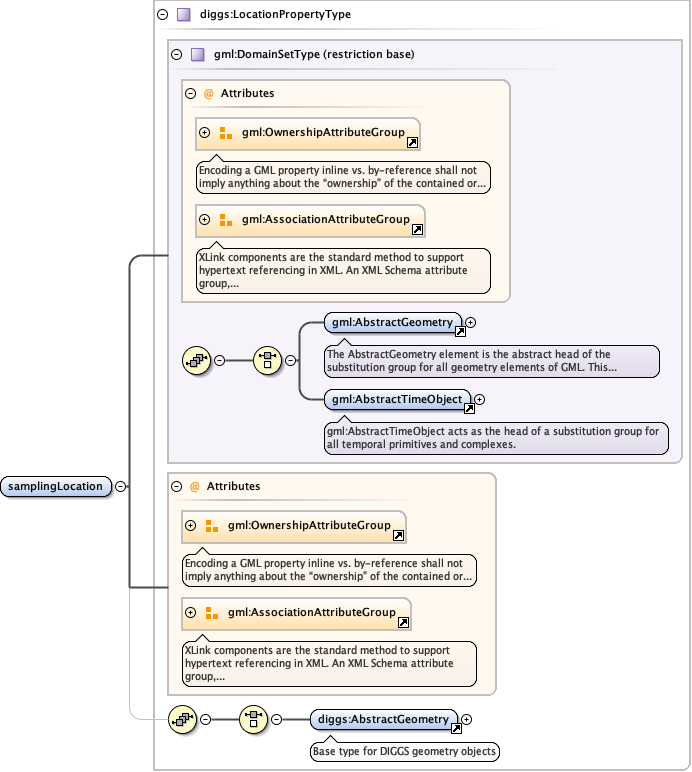 diggs:LocationPropertyType
gml:DomainSetType (restriction base)
@ Attributes
gml:OwnershipAttributeGroup
Encoding a GML property inline vs. by-reference shall not
imply anything about the “ownership” of the contained or...
gml:AssociationAttributeGroup
XLink components are the standard method to support
hypertext referencing in XML. An XML Schema attribute
group,...
gml:AbstractGeometry
The AbstractGeometry element is the abstract head of the
substitution group for all geometry elements of GML. This...
gml:AbstractTimeObject
gml:AbstractTimeObject acts as the head of a substitution group for
all temporal primitives and complexes.
samplingLocation
@ Attributes
gml:OwnershipAttributeGroup
Encoding a GML property inline vs. by-reference shall not
imply anything about the “ownership” of the contained or...
gml:AssociationAttributeGroup
XLink components are the standard method to support
hypertext referencing in XML. An XML Schema attribute
group,...
diggs:AbstractGeometry
Base type for DIGGS geometry objects